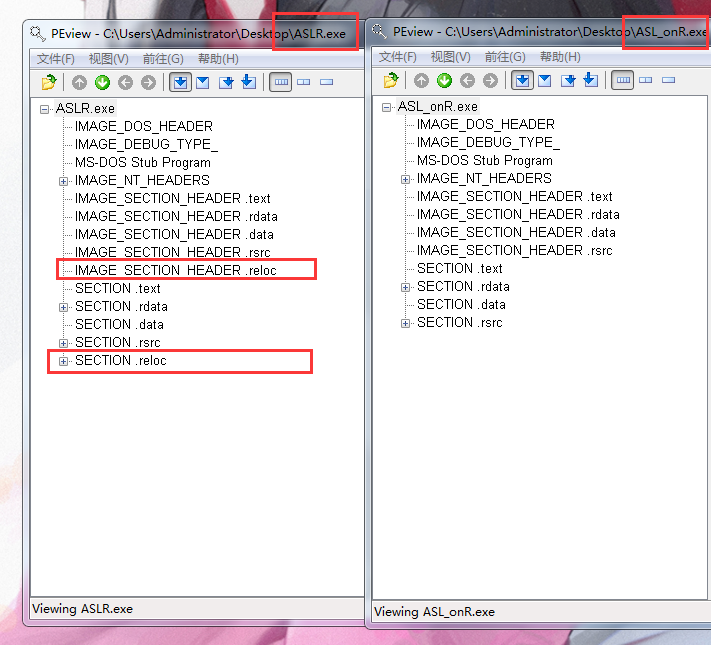 PEview - C:\Users\Administrator\Desktop\ASLR.exe
文件(F) 视图(V) 前往(G) 帮助(H)
ASLR.exe
IMAGE_DOS_HEADER
IMAGE_DEBUG_TYPE_
MS-DOS Stub Program
IMAGE_NT_HEADERS
IMAGE_SECTION_HEADER .text
IMAGE_SECTION_HEADER .rdata
IMAGE_SECTION_HEADER .data
IMAGE_SECTION_HEADER .rsrc
IMAGE_SECTION_HEADER .reloc
SECTION .text
SECTION .rdata
SECTION .data
SECTION .rsrc
SECTION .reloc
Viewing ASLR.exe
PEview - C:\Users\Administrator\Desktop\ASL_onR.exe
文件(F) 视图(V) 前往(G) 帮助(H)
ASL_onR.exe
IMAGE_DOS_HEADER
IMAGE_DEBUG_TYPE_
MS-DOS Stub Program
IMAGE_NT_HEADERS
IMAGE_SECTION_HEADER .text
IMAGE_SECTION_HEADER .rdata
IMAGE_SECTION_HEADER .data
IMAGE_SECTION_HEADER .rsrc
SECTION .text
SECTION .rdata
SECTION .data
SECTION .rsrc
Viewing ASL_onR.exe